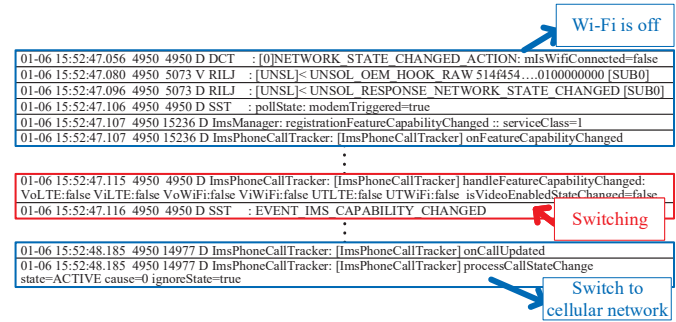 Wi-Fi is off
01-06 15:52:47.056 4950 4950 D DCT : [0]NETWORK_STATE_CHANGED_ACTION: mIsWifiConnected=false
01-06 15:52:47.080 4950 5073 V RILJ : [UNSL]< UNSOL_OEM_HOOK_RAW 514f454….0100000000 [SUB0]
01-06 15:52:47.096 4950 5073 D RILJ : [UNSL]< UNSOL_RESPONSE_NETWORK_STATE_CHANGED [SUB0]
01-06 15:52:47.106 4950 4950 D SST : pollState: modemTriggered=true
01-06 15:52:47.107 4950 15236 D ImsManager: registrationFeatureCapabilityChanged :: serviceClass=1
01-06 15:52:47.107 4950 15236 D ImsPhoneCallTracker: [ImsPhoneCallTracker] onFeatureCapabilityChanged
⋮
01-06 15:52:47.115 4950 4950 D ImsPhoneCallTracker: [ImsPhoneCallTracker] handleFeatureCapabilityChanged:
VoLTE:false ViLTE:false VoWiFi:false ViWiFi:false UTLTE:false UTWiFi:false isVideoEnabledStateChanged=false
01-06 15:52:47.116 4950 4950 D SST : EVENT_IMS_CAPABILITY_CHANGED
Switching
⋮
01-06 15:52:48.185 4950 14977 D ImsPhoneCallTracker: [ImsPhoneCallTracker] onCallUpdated
01-06 15:52:48.185 4950 14977 D ImsPhoneCallTracker: [ImsPhoneCallTracker] processCallStateChange
state=ACTIVE cause=0 ignoreState=true
Switch to
cellular network